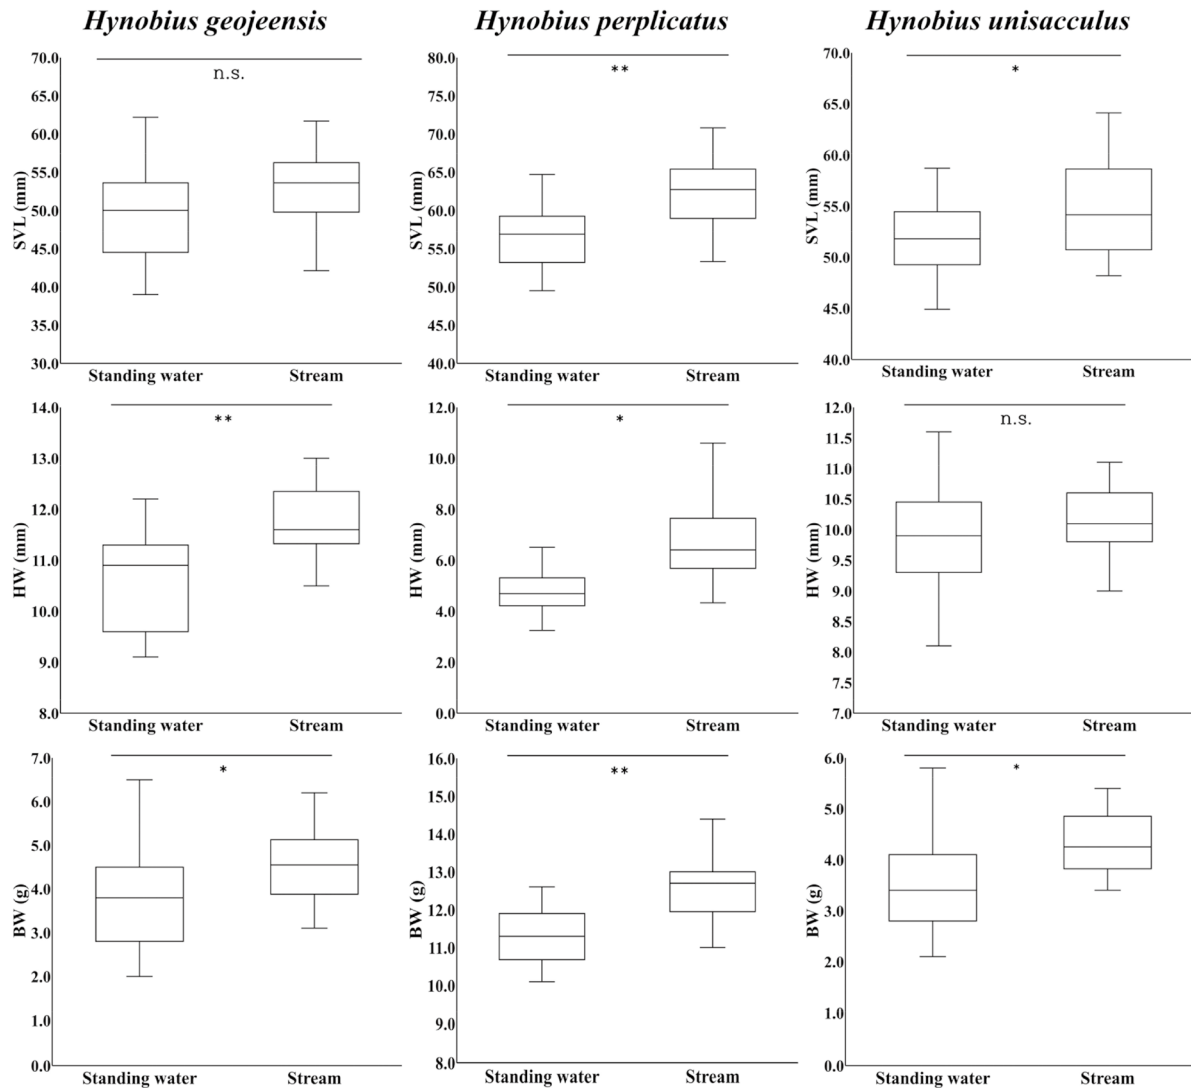 Hynobius geojeensis
Hynobius perplicatus
Hynobius unisacculus
70.0
65.0
60.0
55.0
50.0
45.0
40.0
35.0
30.0
SVL (mm)
n.s.
Standing water
Stream
80.0
75.0
70.0
65.0
60.0
55.0
50.0
45.0
40.0
SVL (mm)
**
Standing water
Stream
70.0
65.0
60.0
55.0
50.0
45.0
40.0
SVL (mm)
*
Standing water
Stream
14.0
13.0
12.0
11.0
10.0
9.0
8.0
HW (mm)
**
Standing water
Stream
12.0
10.0
8.0
6.0
4.0
2.0
0.0
HW (mm)
*
Standing water
Stream
12.0
11.5
11.0
10.5
10.0
9.5
9.0
8.5
8.0
7.5
7.0
HW (mm)
n.s.
Standing water
Stream
7.0
6.0
5.0
4.0
3.0
2.0
1.0
0.0
BW (g)
*
Standing water
Stream
16.0
15.0
14.0
13.0
12.0
11.0
10.0
9.0
8.0
BW (g)
**
Standing water
Stream
6.0
5.0
4.0
3.0
2.0
1.0
0.0
BW (g)
*
Standing water
Stream